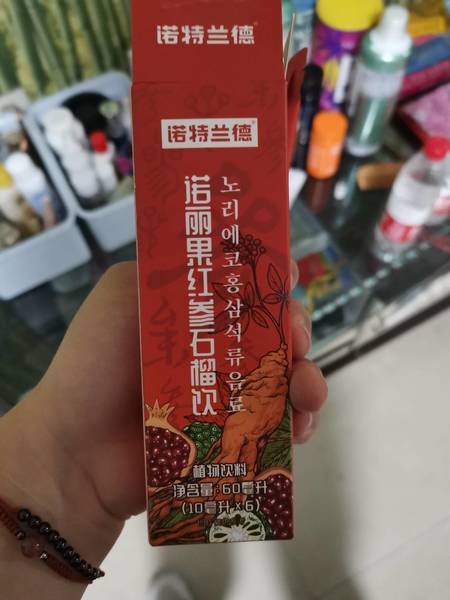 诺特兰德
诺特兰德
诺丽果红参石榴饮
노리에코홍삼석류음료
植物饮料
净含量:60毫升
(10毫升x6)